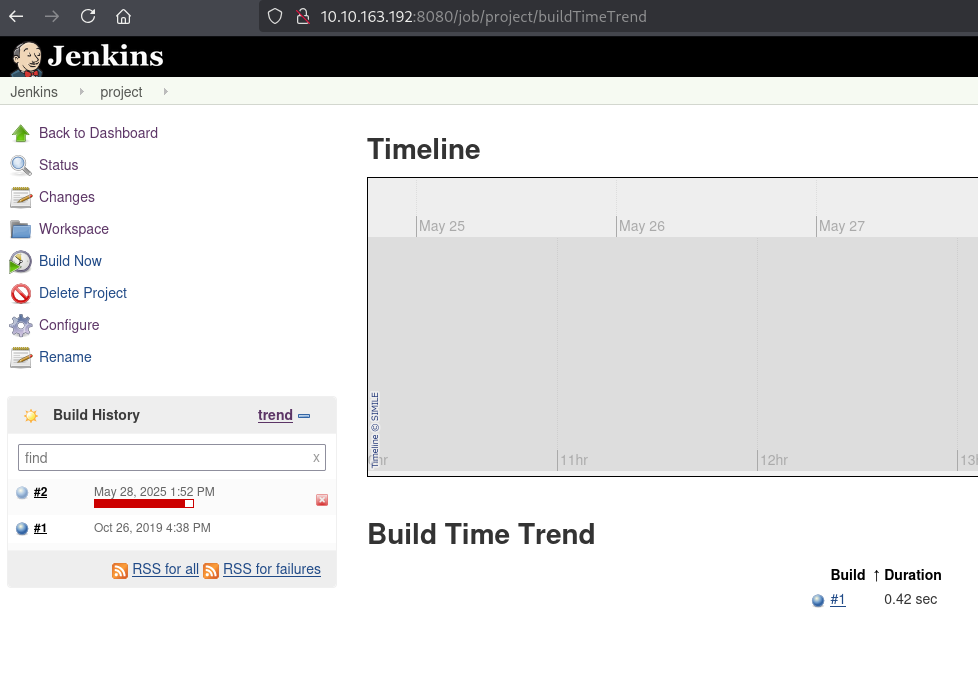 10.10.163.192:8080/job/project/buildTimeTrend
Jenkins
Jenkins project
Back to Dashboard
Status
Changes
Workspace
Build Now
Delete Project
Configure
Rename
Build History trend
find x
#2 May 28, 2025 1:52 PM
#1 Oct 26, 2019 4:38 PM
RSS for all RSS for failures
Timeline
May 25 May 26 May 27
Timeline © SIMILE
11hr 12hr
Build Time Trend
Build ↑ Duration
#1 0.42 sec